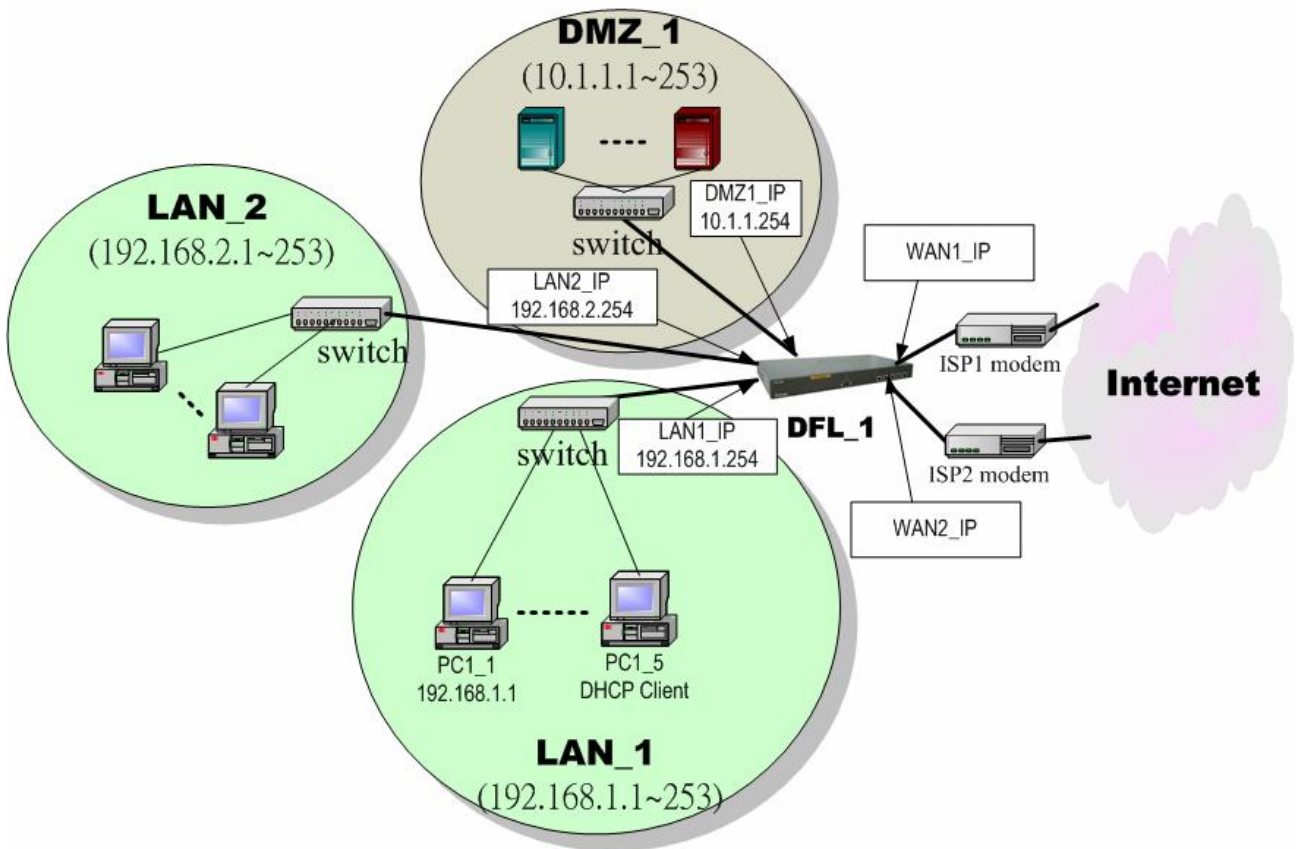 DMZ_1
(10.1.1.1~253)
DMZ1_IP
10.1.1.254
switch
LAN_2
(192.168.2.1~253)
switch
LAN2_IP
192.168.2.254
WAN1_IP
ISP1 modem
Internet
DFL_1
ISP2 modem
WAN2_IP
switch
LAN1_IP
192.168.1.254
PC1_1
192.168.1.1
PC1_5
DHCP Client
LAN_1
(192.168.1.1~253)